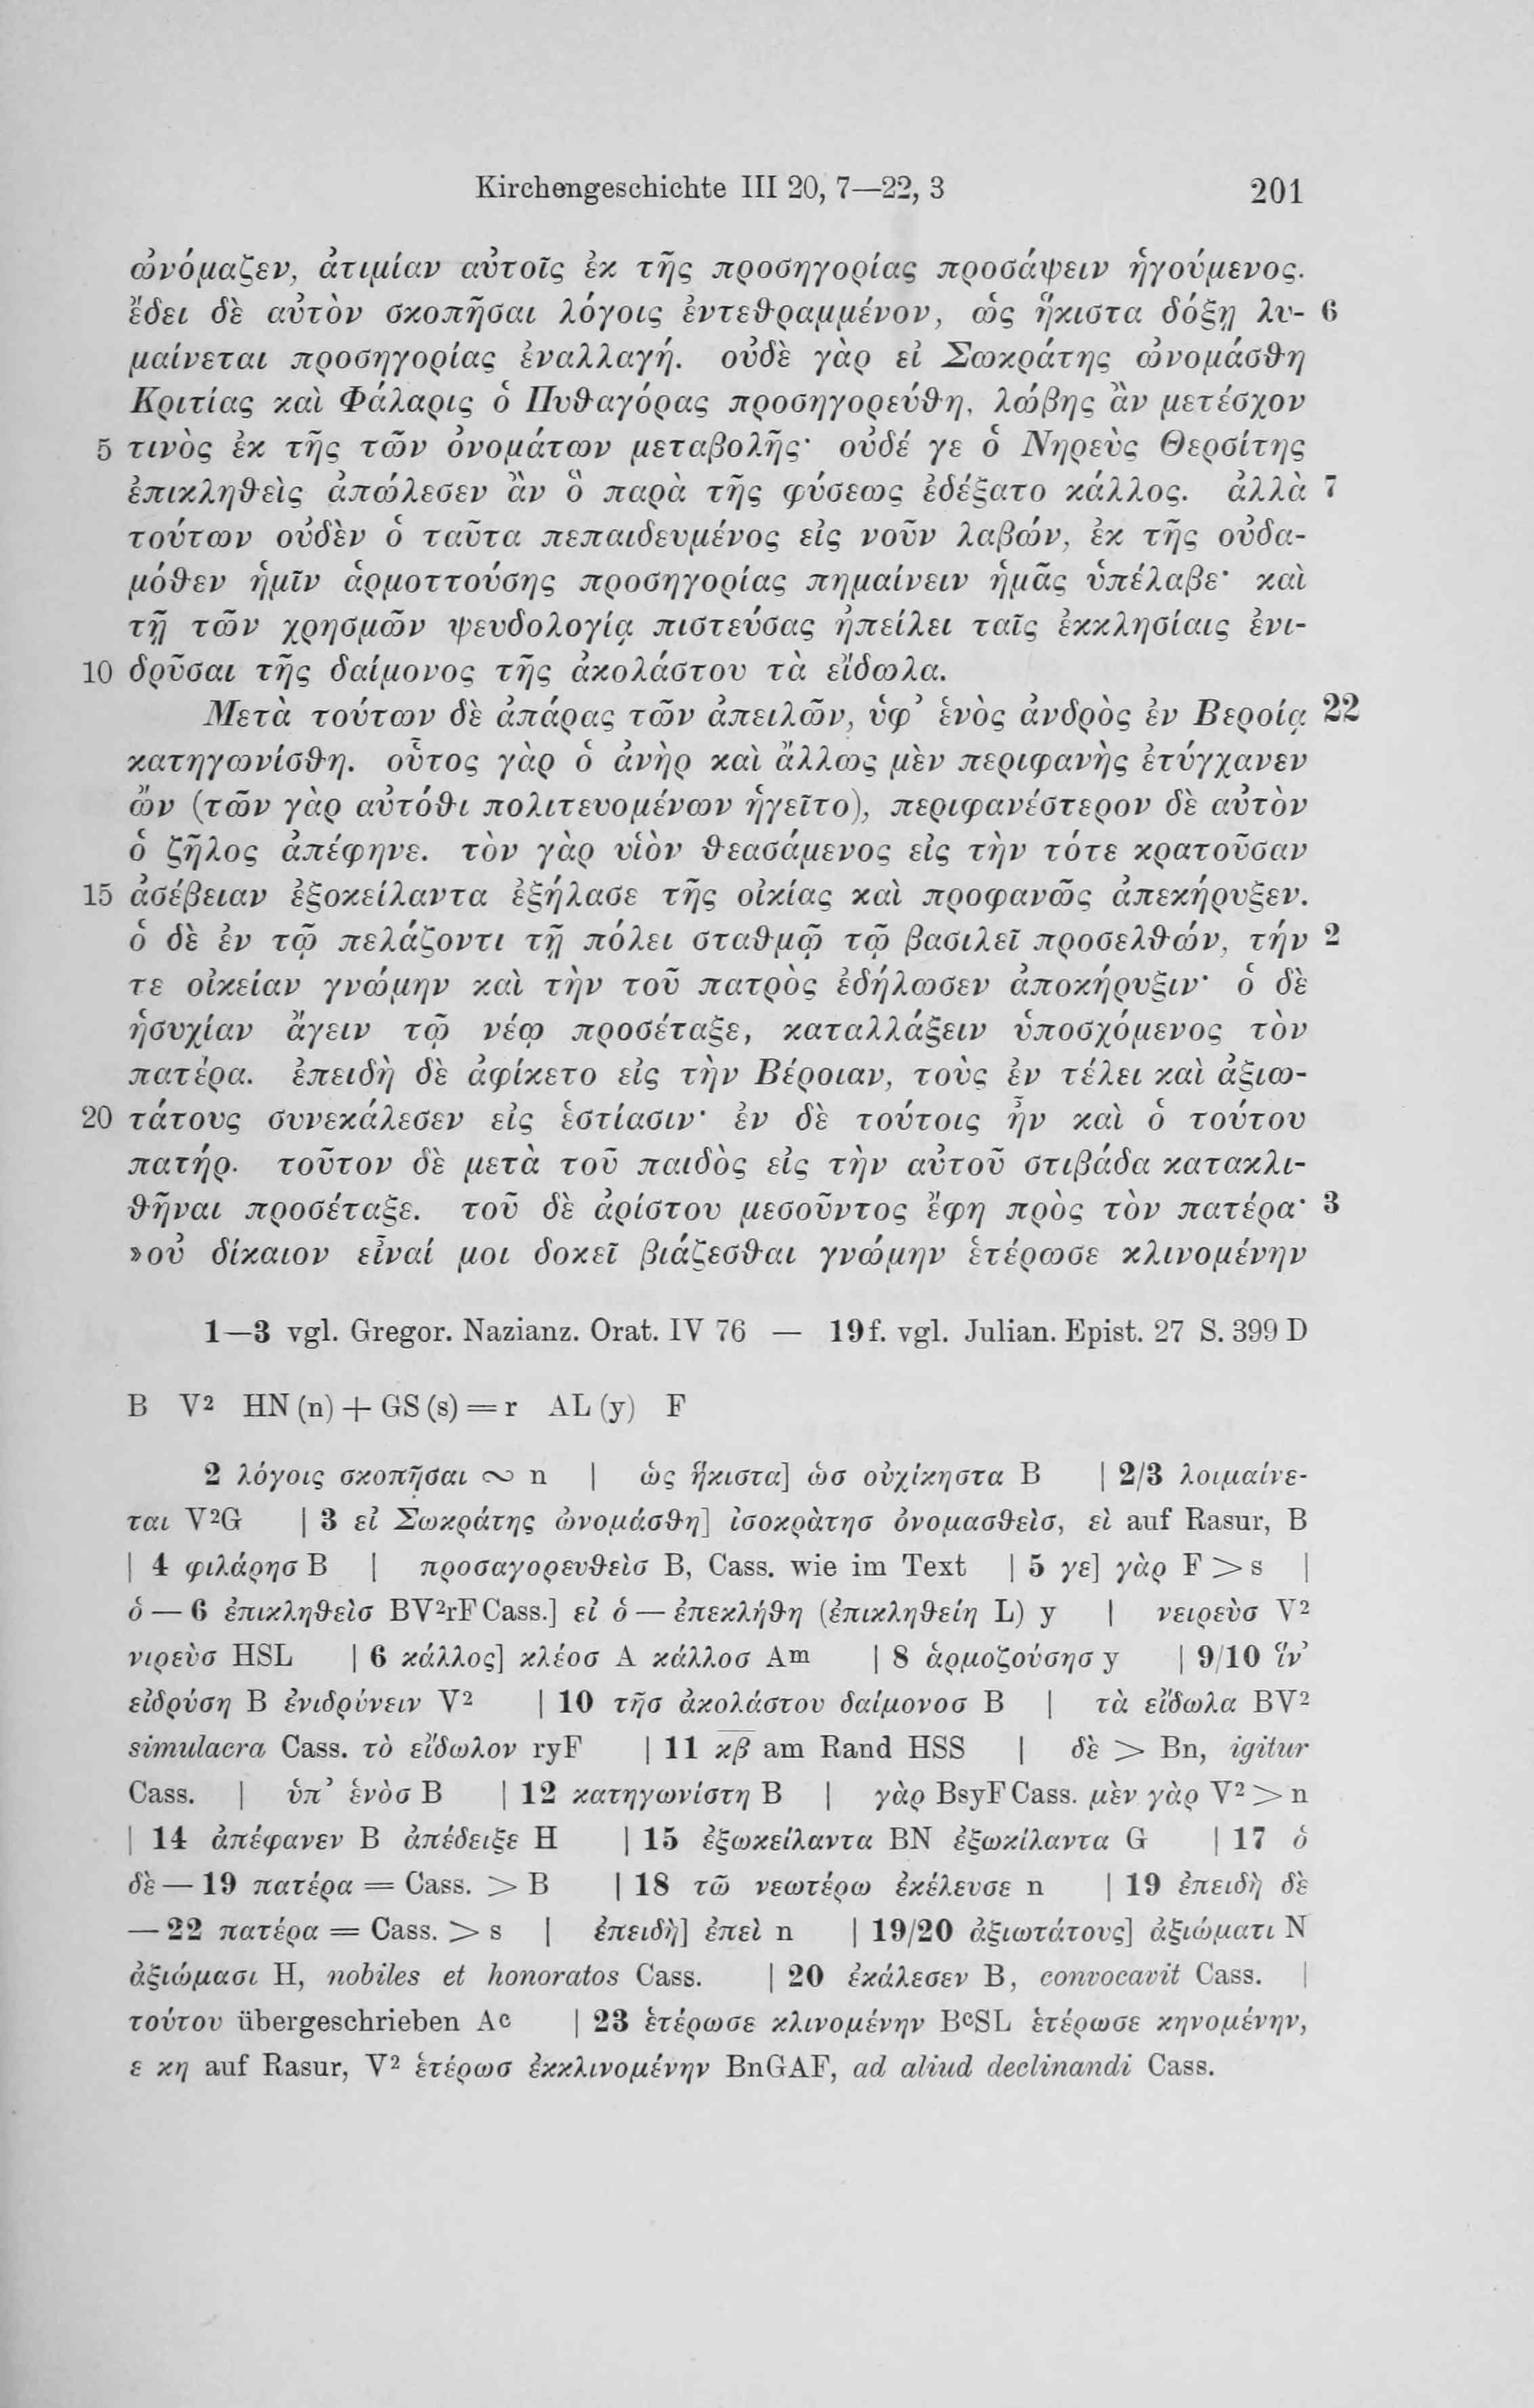 Kirchengeschichte III 20, 7—22, 3 201
ὠνόμαζεν, ἀτιμίαν αὐτοῖς ἐκ τῆς προσηγορίας προσάψειν ἡγούμενος.
ἔδει δὲ αὐτὸν σκοπῆσαι λόγοις ἐντεθραμμένον, ὡς ἥκιστα δόξῃ λυ- 6
μαίνεται προσηγορίας ἐναλλαγή. οὐδὲ γὰρ εἰ Σωκράτης ὠνομάσθη
Κριτίας καὶ Φάλαρις ὁ Πυθαγόρας προσηγορεύθη, λώβης ἂν μετέσχον
5 τινὸς ἐκ τῆς τῶν ὀνομάτων μεταβολῆς· οὐδέ γε ὁ Νηρεὺς Θερσίτης
ἐπικληθεὶς ἀπώλεσεν ἂν ὃ παρὰ τῆς φύσεως ἐδέξατο κάλλος. ἀλλὰ 7
τούτων οὐδὲν ὁ ταῦτα πεπαιδευμένος εἰς νοῦν λαβών, ἐκ τῆς οὐδα-
μόθεν ἡμῖν ἁρμοττούσης προσηγορίας πημαίνειν ἡμᾶς ὑπέλαβε· καὶ
τῇ τῶν χρησμῶν ψευδολογίᾳ πιστεύσας ἠπείλει ταῖς ἐκκλησίαις ἐνι-
10 δρῦσαι τῆς δαίμονος τῆς ἀκολάστου τὰ εἴδωλα.
Μετὰ τούτων δὲ ἀπάρας τῶν ἀπειλῶν, ὑφ᾽ ἑνὸς ἀνδρὸς ἐν Βεροίᾳ 22
κατηγωνίσθη. οὗτος γὰρ ὁ ἀνὴρ καὶ ἄλλως μὲν περιφανὴς ἐτύγχανεν
ὤν (τῶν γὰρ αὐτόθι πολιτευομένων ἡγεῖτο), περιφανέστερον δὲ αὐτὸν
ὁ ζῆλος ἀπέφηνε. τὸν γὰρ υἱὸν θεασάμενος εἰς τὴν τότε κρατοῦσαν
15 ἀσέβειαν ἐξοκείλαντα ἐξήλασε τῆς οἰκίας καὶ προφανῶς ἀπεκήρυξεν.
ὁ δὲ ἐν τῷ πελάζοντι τῇ πόλει σταθμῷ τῷ βασιλεῖ προσελθών, τήν 2
τε οἰκείαν γνώμην καὶ τὴν τοῦ πατρὸς ἐδήλωσεν ἀποκήρυξιν· ὁ δὲ
ἡσυχίαν ἄγειν τῷ νέῳ προσέταξε, καταλλάξειν ὑποσχόμενος τὸν
πατέρα. ἐπειδὴ δὲ ἀφίκετο εἰς τὴν Βέροιαν, τοὺς ἐν τέλει καὶ ἀξιω-
20 τάτους συνεκάλεσεν εἰς ἑστίασιν· ἐν δὲ τούτοις ἦν καὶ ὁ τούτου
πατήρ. τοῦτον δὲ μετὰ τοῦ παιδὸς εἰς τὴν αὐτοῦ στιβάδα κατακλι-
θῆναι προσέταξε. τοῦ δὲ ἀρίστου μεσοῦντος ἔφη πρὸς τὸν πατέρα· 3
»οὐ δίκαιον εἶναί μοι δοκεῖ βιάζεσθαι γνώμην ἑτέρωσε κλινομένην
1—3 vgl. Gregor. Nazianz. Orat. IV 76 — 19f. vgl. Julian. Epist. 27 S. 399 D
B V² HN (n) + GS (s) = r AL (y) F
2 λόγοις σκοπῆσαι ∾ n | ὡς ἥκιστα] ὡσ οὐχίκηστα B | 2/3 λοιμαίνε-
ται V²G | 3 εἰ Σωκράτης ὠνομάσθη] ἰσοκράτησ ὀνομασθεὶσ, εἰ auf Rasur, B
| 4 φιλάρησ B | προσαγορευθεὶσ B, Cass. wie im Text | 5 γε] γὰρ F > s |
ὁ — 6 ἐπικληθεὶσ BV²rFCass.] εἰ ὁ — ἐπεκλήθη (ἐπικληθείη L) y | νειρεὺσ V²
νιρεὺσ HSL | 6 κάλλος] κλέοσ A κάλλοσ Aᵐ | 8 ἁρμοζούσησ y | 9/10 ἵν᾽
εἰδρύση B ἐνιδρύνειν V² | 10 τῆσ ἀκολάστου δαίμονοσ B | τὰ εἴδωλα BV²
simulacra Cass. τὸ εἴδωλον ryF | 11 κ̅β̅ am Rand HSS | δὲ > Bn, igitur
Cass. | ὑπ᾽ ἑνὸσ B | 12 κατηγωνίστη B | γὰρ BsyFCass. μὲν γὰρ V² > n
| 14 ἀπέφανεν B ἀπέδειξε H | 15 ἐξωκείλαντα BN ἐξωκίλαντα G | 17 ὁ
δὲ — 19 πατέρα = Cass. > B | 18 τῶ νεωτέρω ἐκέλευσε n | 19 ἐπειδὴ δὲ
— 22 πατέρα = Cass. > s | ἐπειδὴ] ἐπεὶ n | 19/20 ἀξιωτάτους] ἀξιώματι N
ἀξιώμασι H, nobiles et honoratos Cass. | 20 ἐκάλεσεν B, convocavit Cass. |
τούτου übergeschrieben Aᶜ | 23 ἑτέρωσε κλινομένην BᶜSL ἑτέρωσε κηνομένην,
ε κη auf Rasur, V² ἑτέρωσ ἐκκλινομένην BnGAF, ad aliud declinandi Cass.